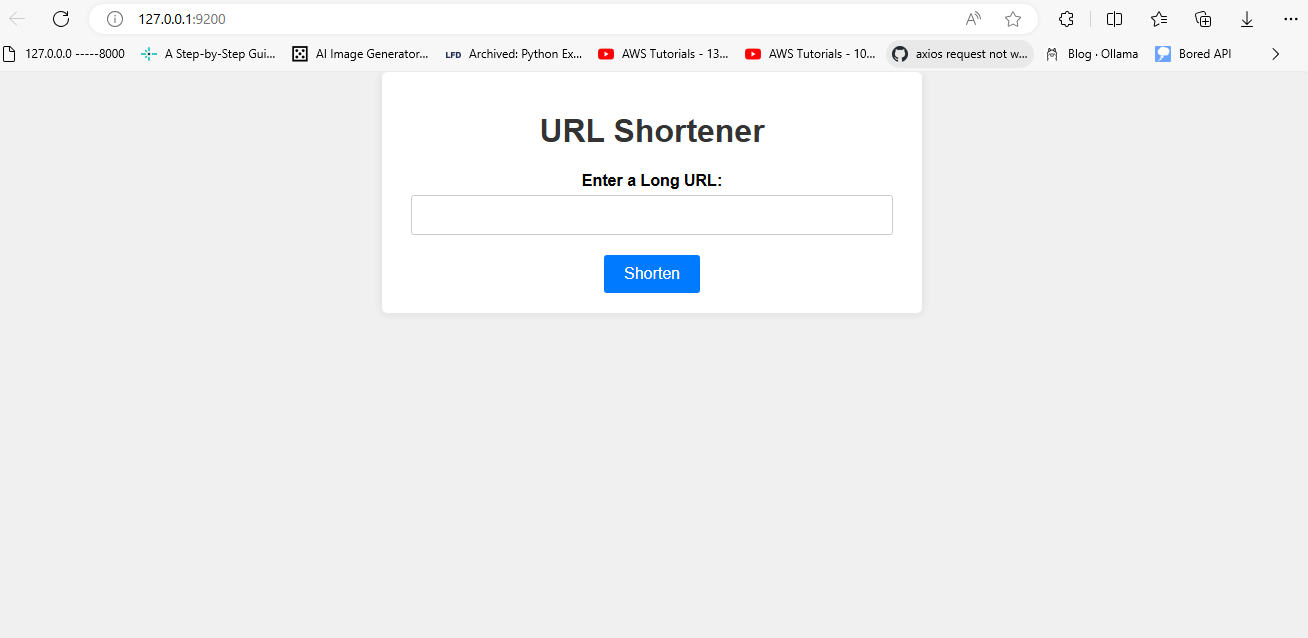 127.0.0.1:9200
127.0.0.0 -----8000 A Step-by-Step Gui... AI Image Generator... LFD Archived: Python Ex... AWS Tutorials - 13... AWS Tutorials - 10... axios request not w... Blog · Ollama Bored API
URL Shortener
Enter a Long URL:
Shorten